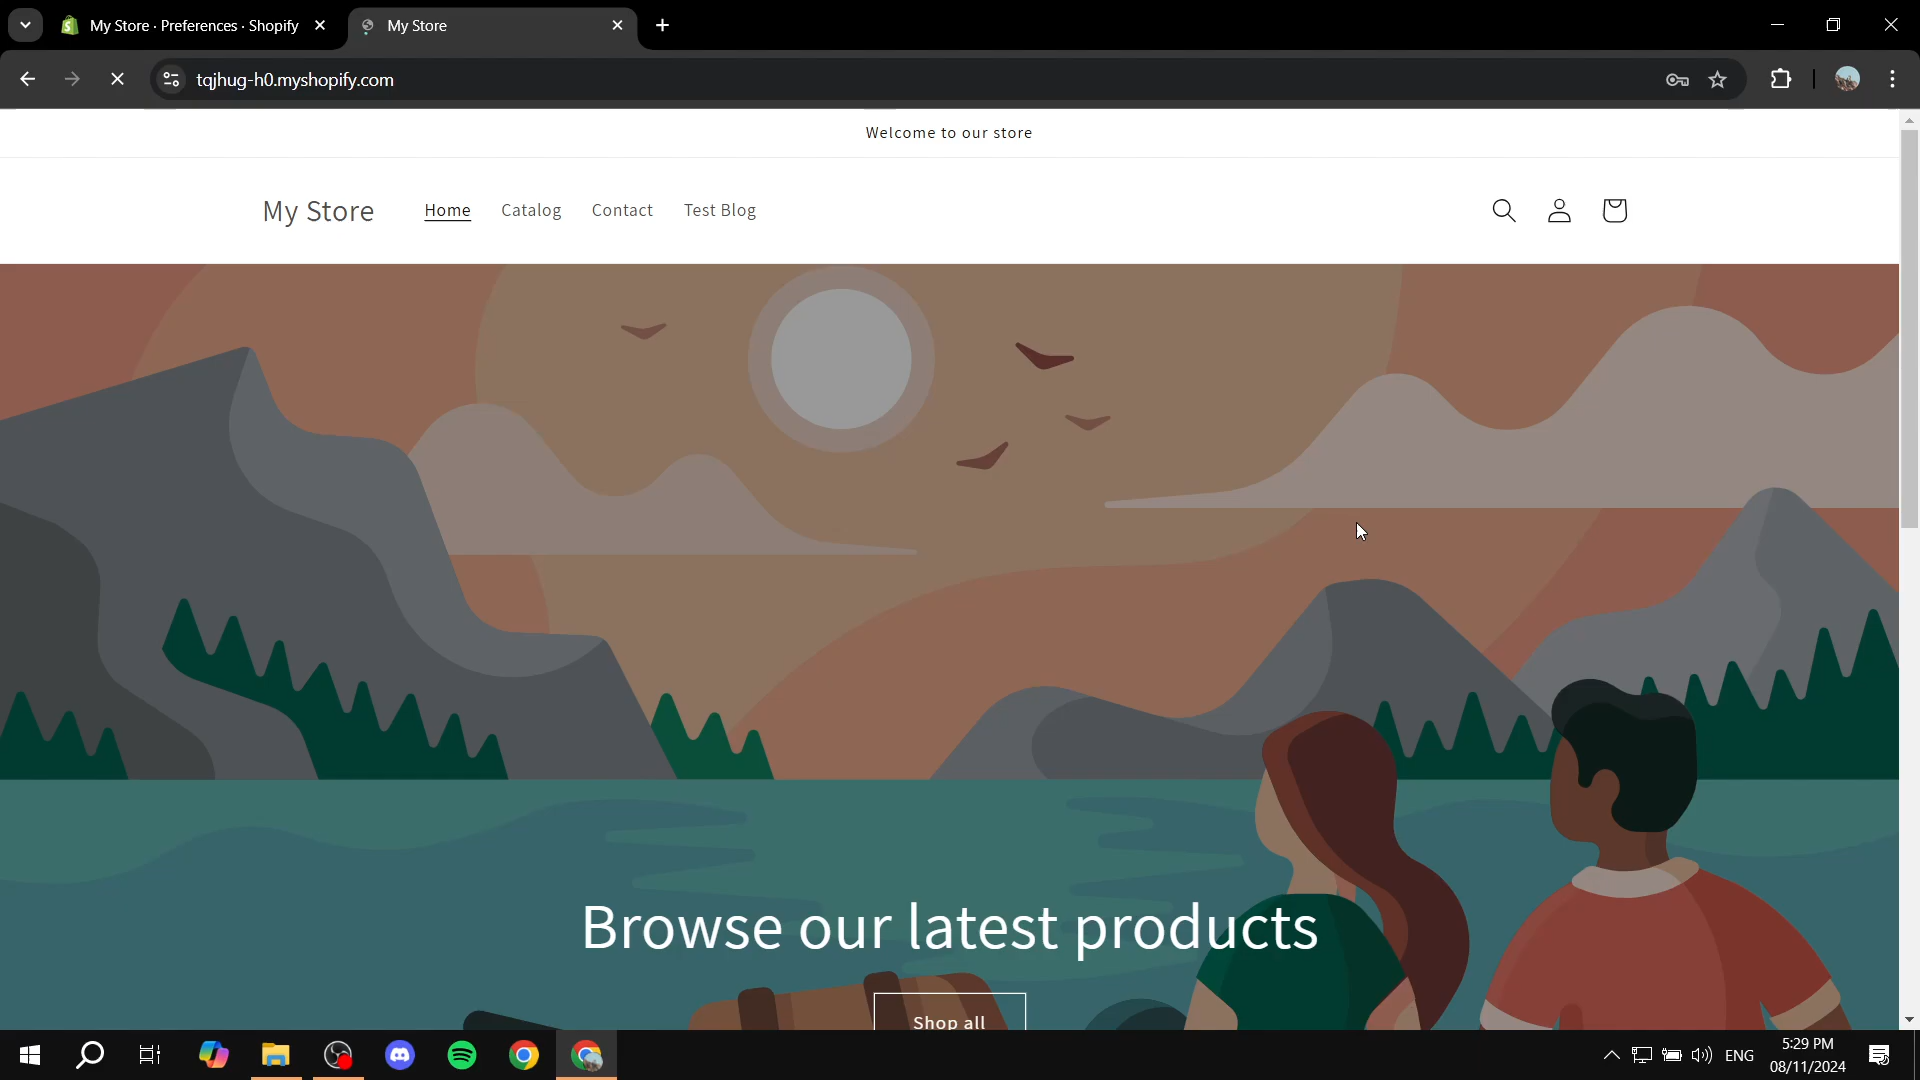 My Store · Preferences · Shopify
My Store
tqjhug-h0.myshopify.com
Welcome to our store
My Store
Home
Catalog
Contact
Test Blog
Browse our latest products
Shop all
ENG
5:29 PM
08/11/2024